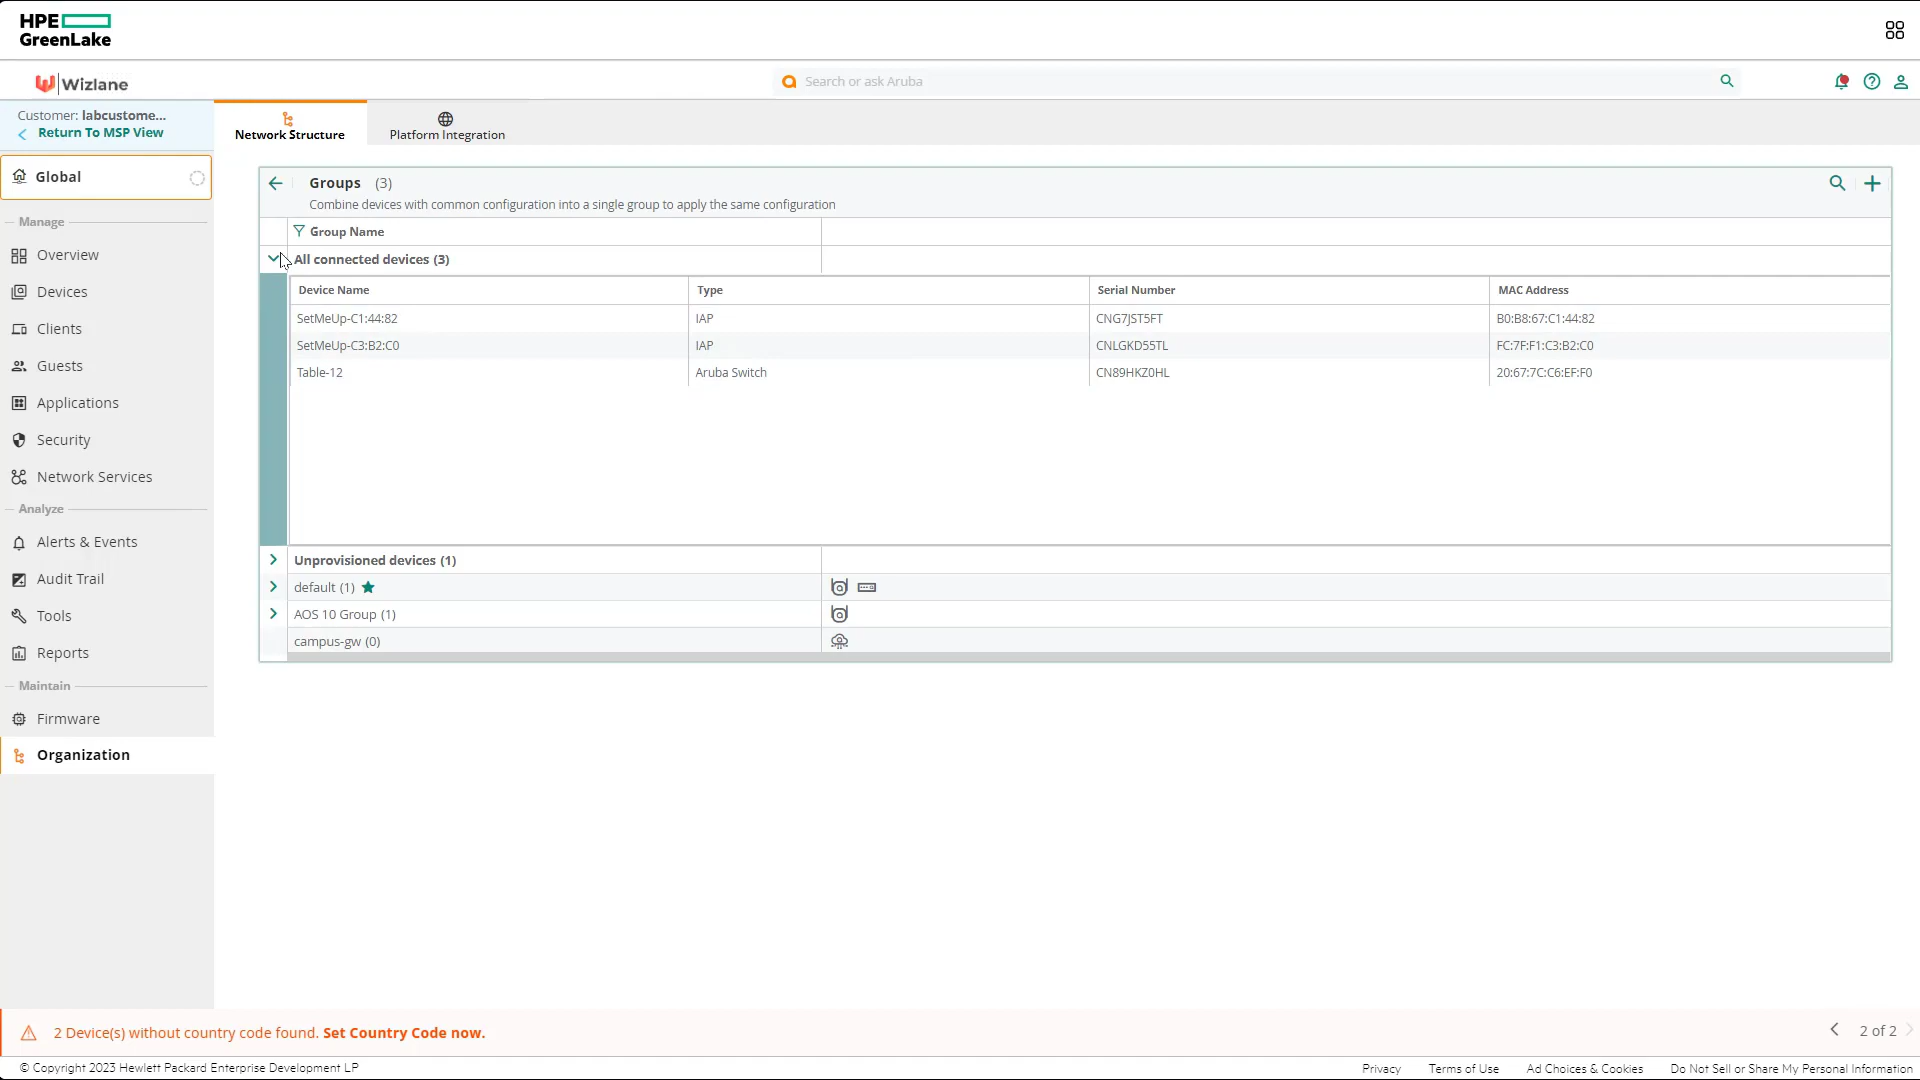 HPE
GreenLake
Wizlane
Search or ask Aruba
Customer: labcustome...
Return To MSP View
Network Structure
Platform Integration
Global
Manage
Overview
Devices
Clients
Guests
Applications
Security
Network Services
Analyze
Alerts & Events
Audit Trail
Tools
Reports
Maintain
Firmware
Organization
Groups (3)
Combine devices with common configuration into a single group to apply the same configuration
Group Name
All connected devices (3)
Device Name Type Serial Number MAC Address
SetMeUp-C1:44:82 IAP CNG7JST5FT B0:B8:67:C1:44:82
SetMeUp-C3:B2:C0 IAP CNLGKD55TL FC:7F:F1:C3:B2:C0
Table-12 Aruba Switch CN89HKZ0HL 20:67:7C:C6:EF:F0
Unprovisioned devices (1)
default (1)
AOS 10 Group (1)
campus-gw (0)
2 Device(s) without country code found. Set Country Code now.
2 of 2
© Copyright 2023 Hewlett Packard Enterprise Development LP
Privacy Terms of Use Ad Choices & Cookies Do Not Sell or Share My Personal Information